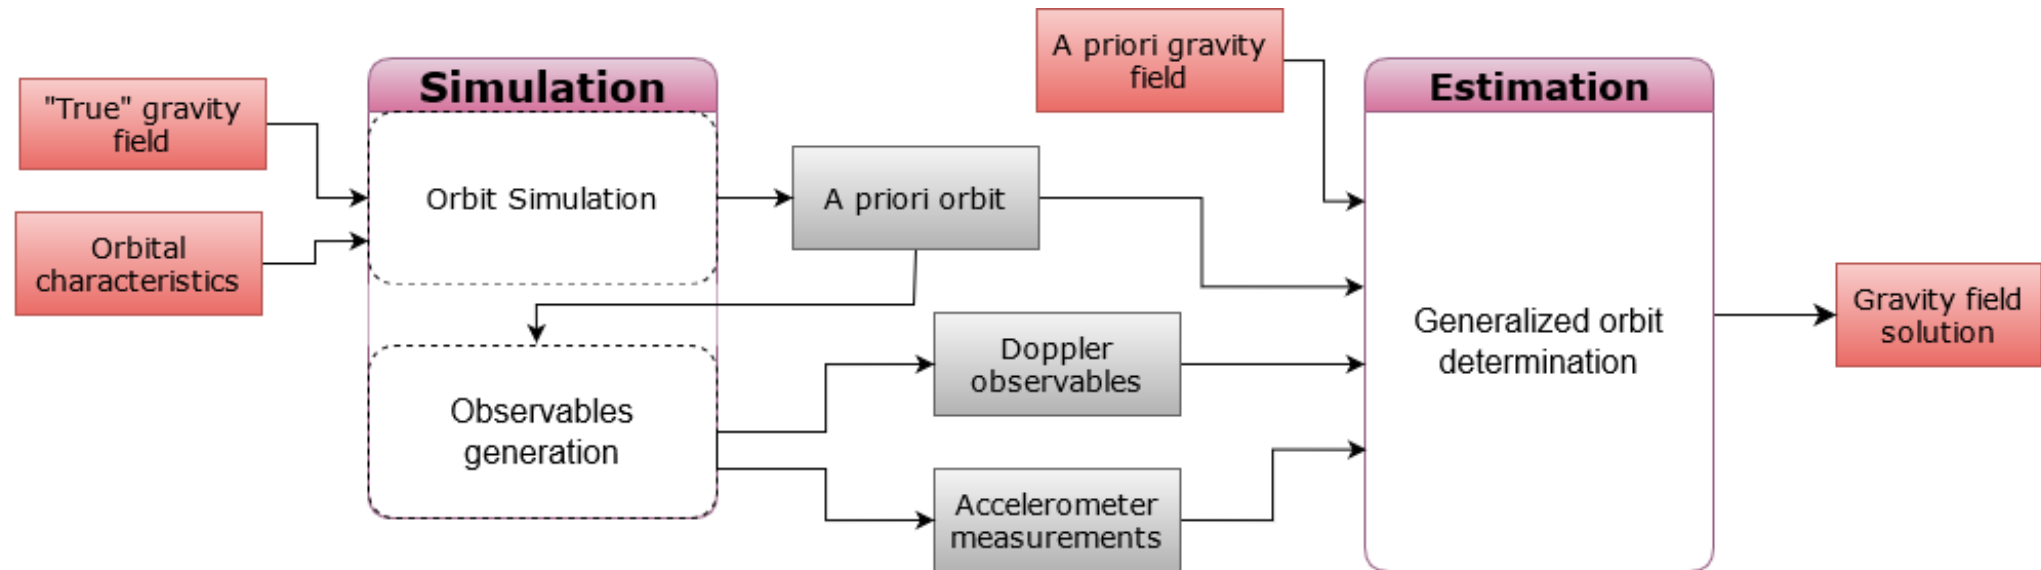 "True" gravity
field
Orbital
characteristics
Simulation
Orbit Simulation
Observables
generation
A priori orbit
Doppler
observables
Accelerometer
measurements
A priori gravity
field
Estimation
Generalized orbit
determination
Gravity field
solution